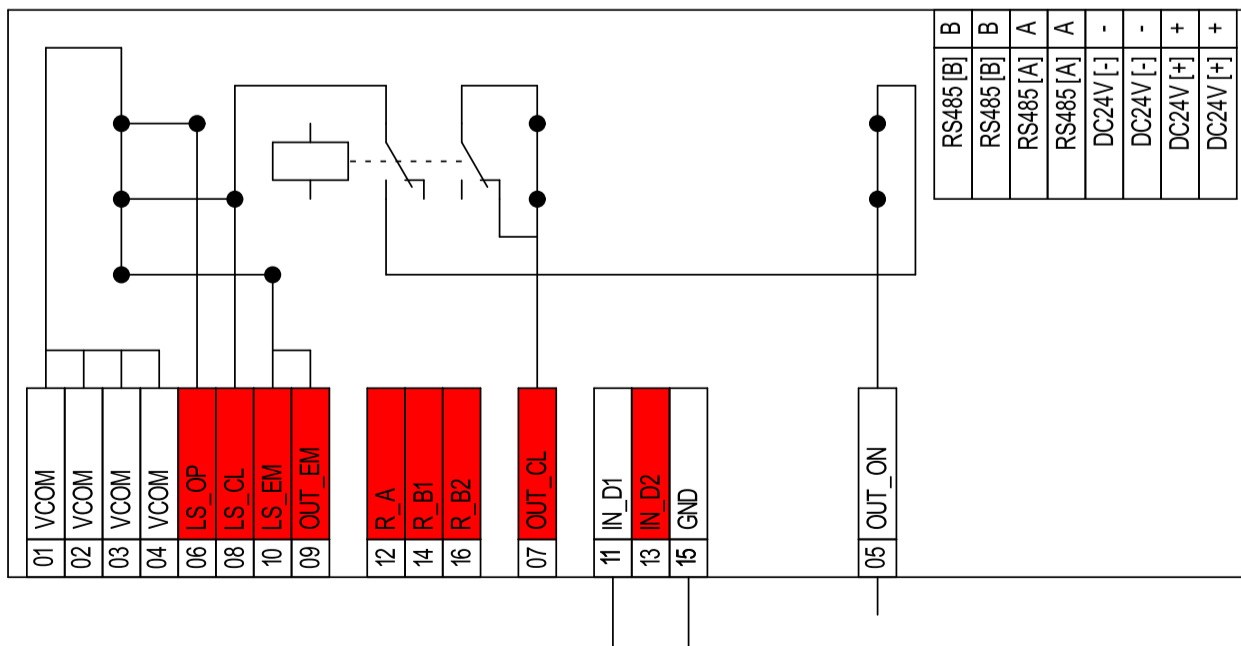 B
B
A
A
-
-
+
+
RS485 [B]
RS485 [B]
RS485 [A]
RS485 [A]
DC24V [-]
DC24V [-]
DC24V [+]
DC24V [+]
VCOM
VCOM
VCOM
VCOM
LS_OP
LS_CL
LS_EM
OUT_EM
R_A
R_B1
R_B2
OUT_CL
IN_D1
IN_D2
GND
OUT_ON
01
02
03
04
06
08
10
09
12
14
16
07
11
13
15
05